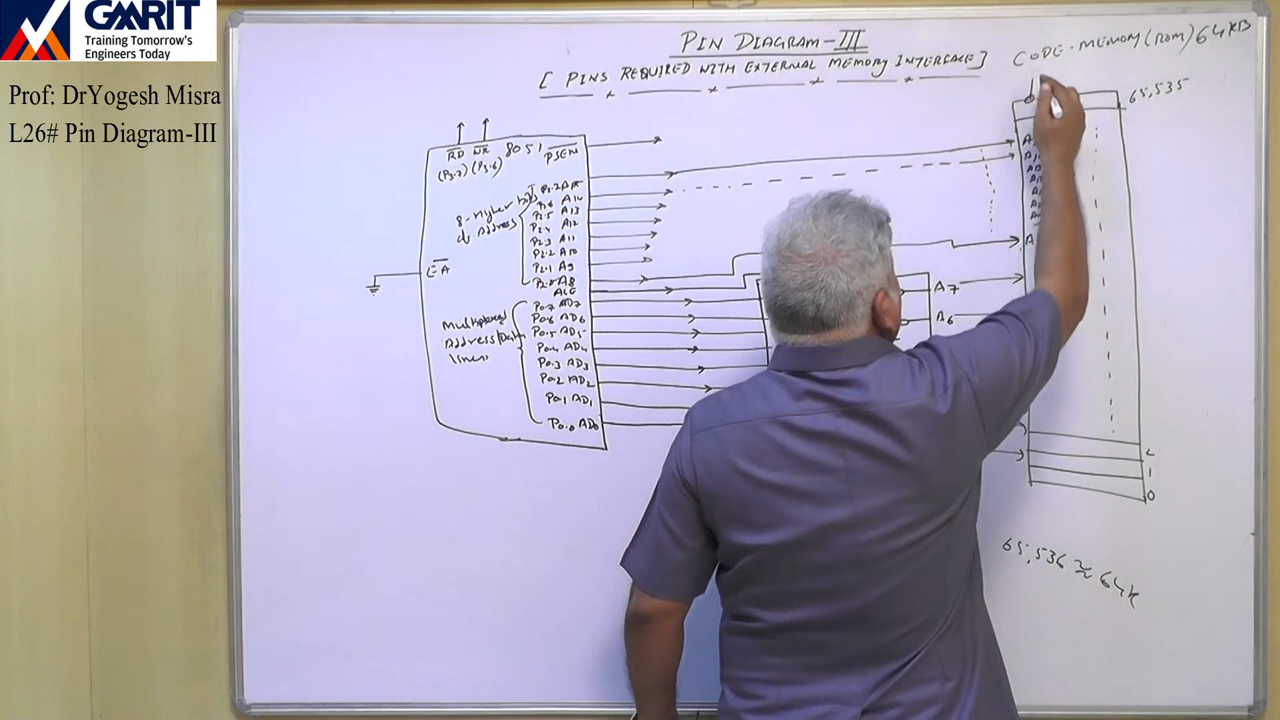 GMRIT
Training Tomorrow's
Engineers Today
Prof: DrYogesh Misra
L26# Pin Diagram-III
PIN DIAGRAM-III
[ PINS REQUIRED WITH EXTERNAL MEMORY INTERFACE ]
CODE-MEMORY (ROM) 64KB
65,535
RD WR 8051 PSEN
(P3.7) (P3.6)
8-Higher bits
of Address
P2.7 A15
P2.6 A14
P2.5 A13
P2.4 A12
P2.3 A11
P2.2 A10
P2.1 A9
P2.0 A8
EA
Multiplexed
Address/Data
lines
P0.7 AD7
P0.6 AD6
P0.5 AD5
P0.4 AD4
P0.3 AD3
P0.2 AD2
P0.1 AD1
P0.0 AD0
A7
A6
2
1
0
65,536 ≈ 64K